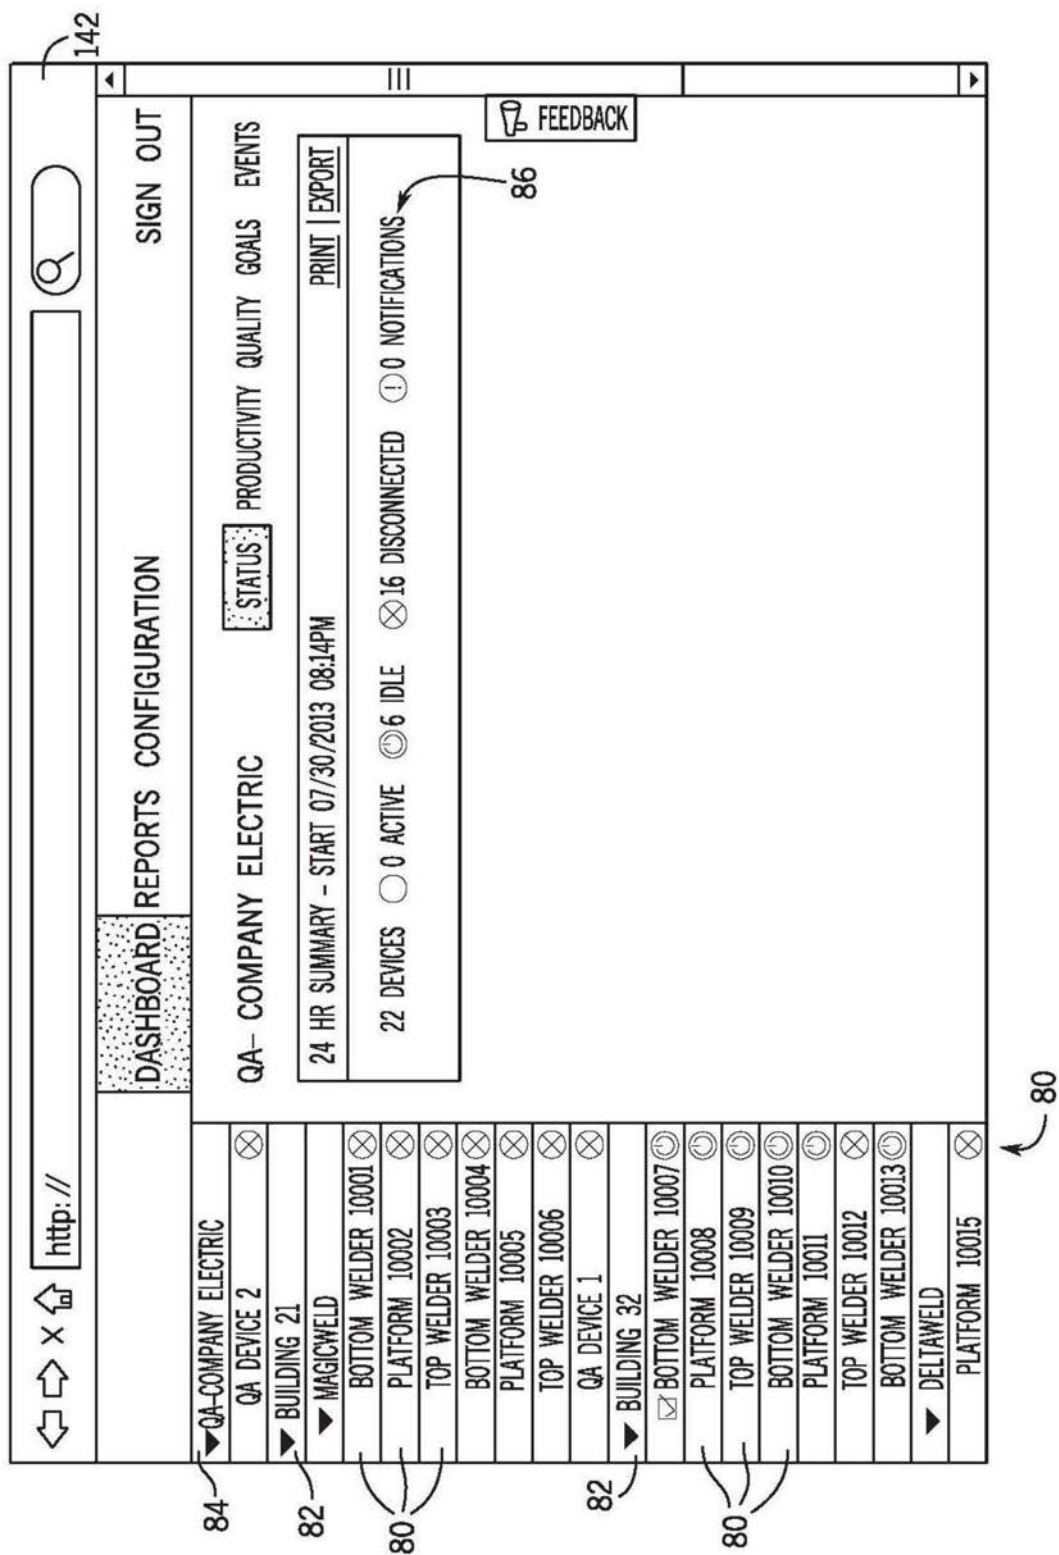 142
http: //
DASHBOARD REPORTS CONFIGURATION SIGN OUT
84
QA-COMPANY ELECTRIC
QA DEVICE 2
82
BUILDING 21
MAGICWELD
80
BOTTOM WELDER 10001
PLATFORM 10002
TOP WELDER 10003
BOTTOM WELDER 10004
PLATFORM 10005
TOP WELDER 10006
QA DEVICE 1
82
BUILDING 32
BOTTOM WELDER 10007
80
PLATFORM 10008
TOP WELDER 10009
BOTTOM WELDER 10010
PLATFORM 10011
TOP WELDER 10012
BOTTOM WELDER 10013
DELTAWELD
PLATFORM 10015
80
QA- COMPANY ELECTRIC STATUS PRODUCTIVITY QUALITY GOALS EVENTS
24 HR SUMMARY - START 07/30/2013 08:14PM PRINT | EXPORT
22 DEVICES 0 ACTIVE 6 IDLE 16 DISCONNECTED 0 NOTIFICATIONS
86
FEEDBACK